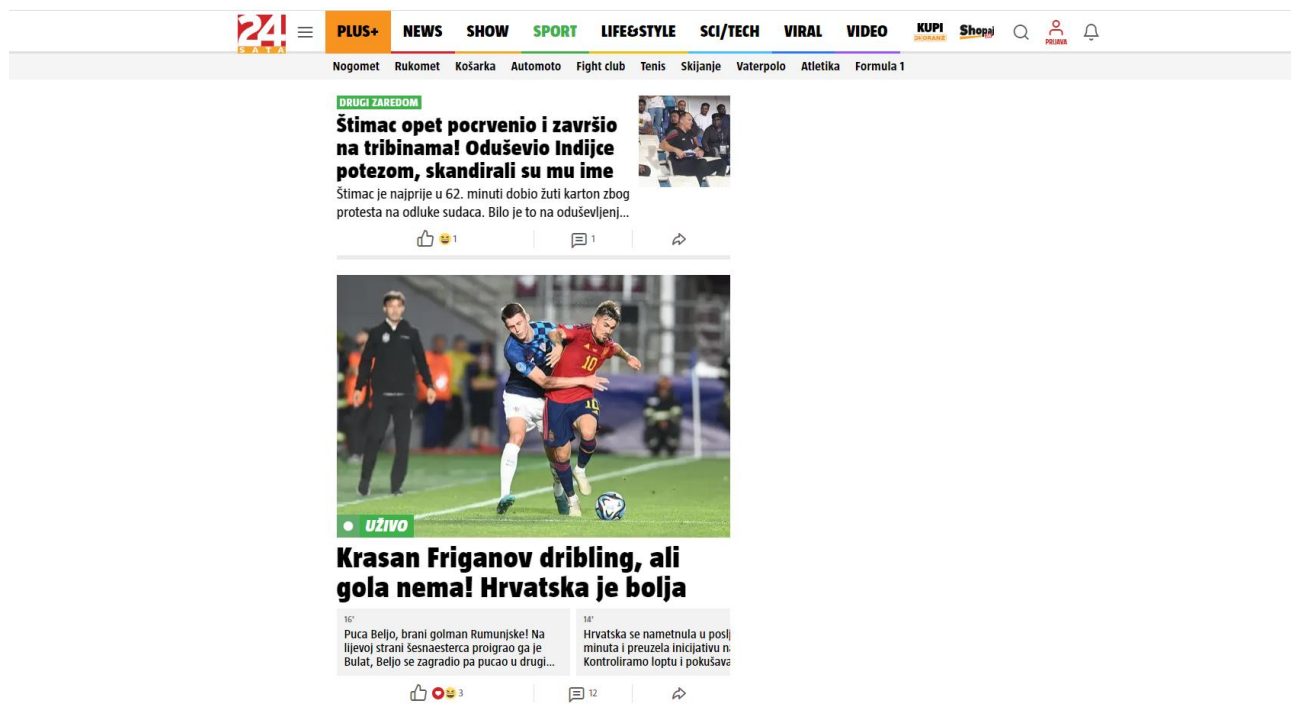 24
SATA
PLUS+ NEWS SHOW SPORT LIFE&STYLE SCI/TECH VIRAL VIDEO KUPI Shopaj
PRIJAVA
Nogomet Rukomet Košarka Automoto Fight club Tenis Skijanje Vaterpolo Atletika Formula 1
DRUGI ZAREDOM
Štimac opet pocrvenio i završio
na tribinama! Oduševio Indijce
potezom, skandirali su mu ime
Štimac je najprije u 62. minuti dobio žuti karton zbog
protesta na odluke sudaca. Bilo je to na oduševljenj...
1 1
10
10
UŽIVO
Krasan Friganov dribling, ali
gola nema! Hrvatska je bolja
16'
Puca Beljo, brani golman Rumunjske! Na
lijevoj strani šesnaesterca proigrao ga je
Bulat, Beljo se zagradio pa pucao u drugi...
14'
Hrvatska se nametnula u poslj
minuta i preuzela inicijativu na
Kontroliramo loptu i pokušava
3 12